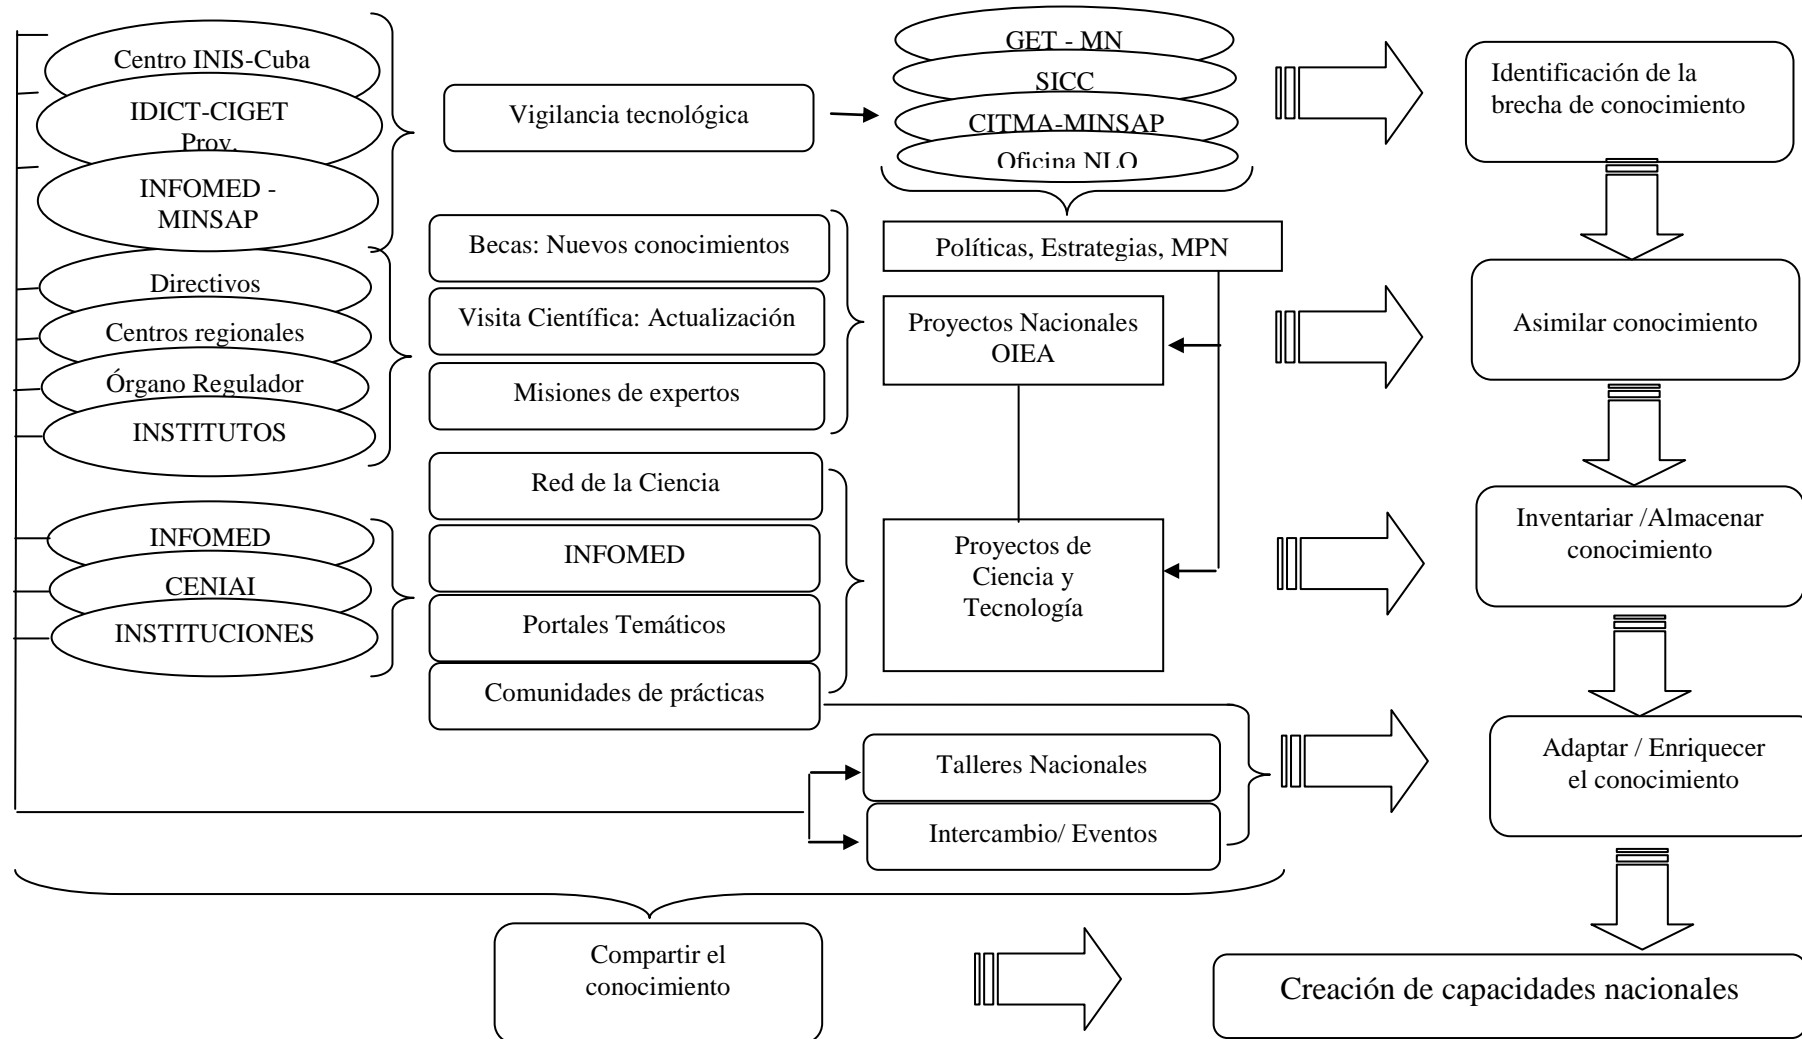 Centro INIS-Cuba
IDICT-CIGET
Prov.
INFOMED -
MINSAP
Directivos
Centros regionales
Órgano Regulador
INSTITUTOS
INFOMED
CENIAI
INSTITUCIONES
Vigilancia tecnológica
Becas: Nuevos conocimientos
Visita Científica: Actualización
Misiones de expertos
Red de la Ciencia
INFOMED
Portales Temáticos
Comunidades de prácticas
GET - MN
SICC
CITMA-MINSAP
Oficina NLO
Políticas, Estrategias, MPN
Proyectos Nacionales
OIEA
Proyectos de
Ciencia y
Tecnología
Talleres Nacionales
Intercambio/ Eventos
Identificación de la
brecha de conocimiento
Asimilar conocimiento
Inventariar /Almacenar
conocimiento
Adaptar / Enriquecer
el conocimiento
Compartir el
conocimiento
Creación de capacidades nacionales